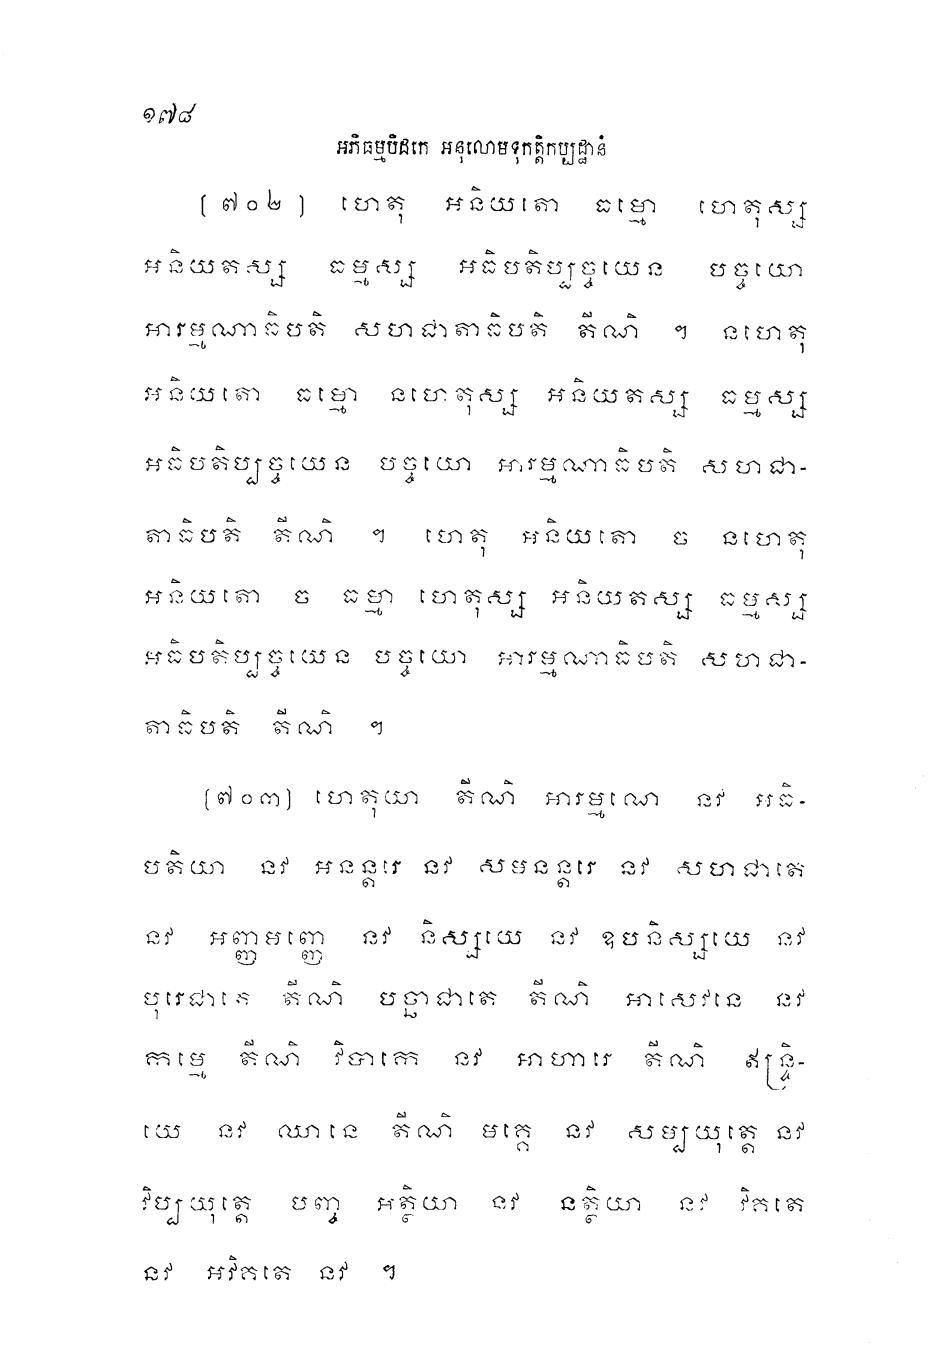 ១៧៨
អភិធម្មបិដកេ អនុលោមទុកត្តិកប្បដ្ឋានំ
[៧០២] ហេតុ អនិយតោ ធម្មោ ហេតុស្ស
អនិយតស្ស ធម្មស្ស អធិបតិប្បច្ចយេន បច្ចយោ
អារម្មណាធិបតិ សហជាតាធិបតិ តីណិ ។ នហេតុ
អនិយតោ ធម្មោ នហេតុស្ស អនិយតស្ស ធម្មស្ស
អធិបតិប្បច្ចយេន បច្ចយោ អារម្មណាធិបតិ សហជា-
តាធិបតិ តីណិ ។ ហេតុ អនិយតោ ច នហេតុ
អនិយតោ ច ធម្មា ហេតុស្ស អនិយតស្ស ធម្មស្ស
អធិបតិប្បច្ចយេន បច្ចយោ អារម្មណាធិបតិ សហជា-
តាធិបតិ តីណិ ។
[៧០៣] ហេតុយា តីណិ អារម្មណេ នវ អធិ-
បតិយា នវ អនន្តរេ នវ សមនន្តរេ នវ សហជាតេ
នវ អញ្ញមញ្ញេ នវ និស្សយេ នវ ឧបនិស្សយេ នវ
បុរេជាតេ តីណិ បច្ឆាជាតេ តីណិ អាសេវនេ នវ
កម្មេ តីណិ វិបាកេ នវ អាហារេ តីណិ ឥន្ទ្រិ-
យេ នវ ឈានេ តីណិ មគ្គេ នវ សម្បយុត្តេ នវ
វិប្បយុត្តេ បញ្ច អត្ថិយា នវ នត្ថិយា នវ វិគតេ
នវ អវិគតេ នវ ។